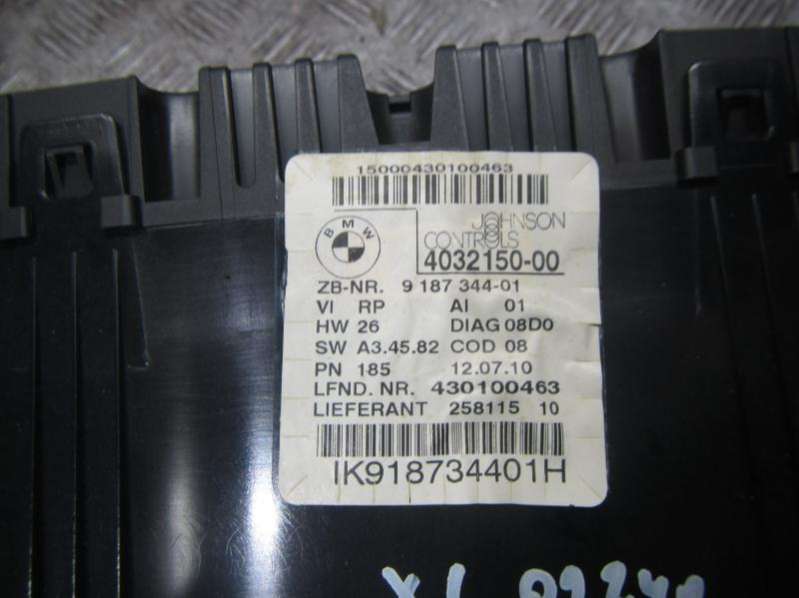 15000430100463
BMW
JOHNSON
CONTROLS
4032150-00
ZB-NR. 9 187 344-01
VI RP AI 01
HW 26 DIAG 08D0
SW A3.45.82 COD 08
PN 185 12.07.10
LFND. NR. 430100463
LIEFERANT 258115 10
IK918734401H